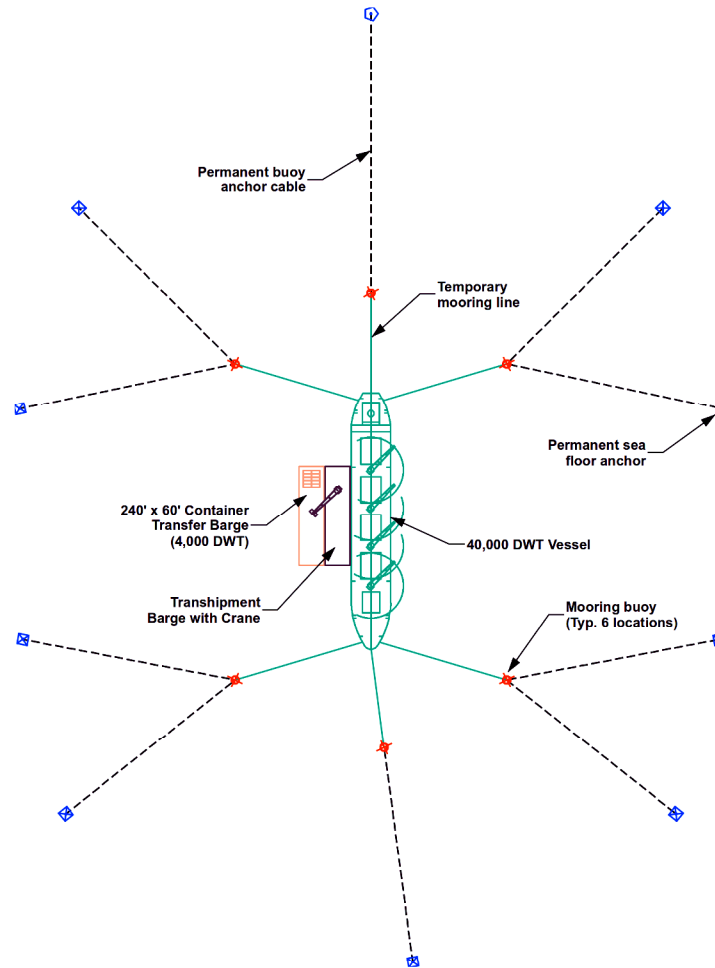 Permanent buoy
anchor cable
Temporary
mooring line
Permanent sea
floor anchor
240' x 60' Container
Transfer Barge
(4,000 DWT)
40,000 DWT Vessel
Transhipment
Barge with Crane
Mooring buoy
(Typ. 6 locations)